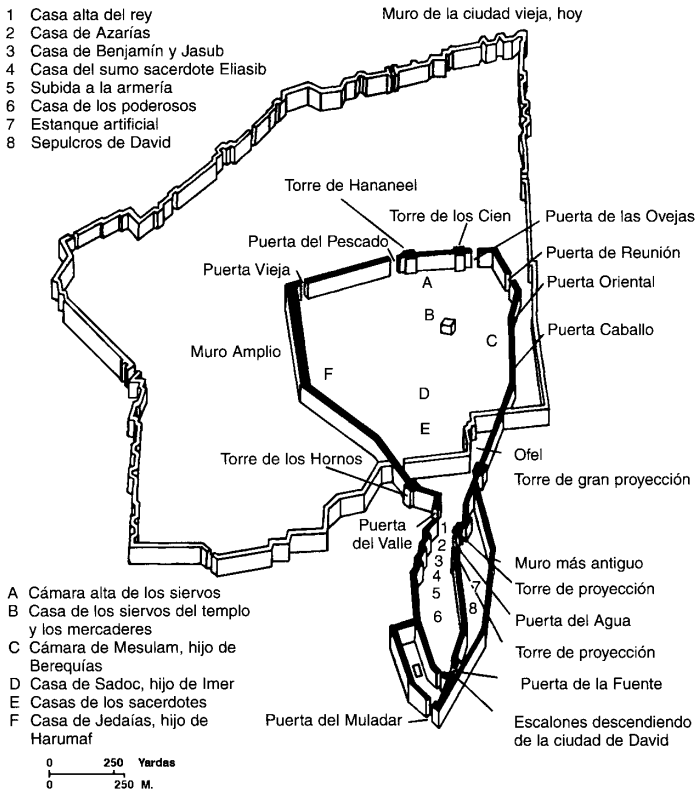 1 Casa alta del rey
2 Casa de Azarías
3 Casa de Benjamín y Jasub
4 Casa del sumo sacerdote Eliasib
5 Subida a la armería
6 Casa de los poderosos
7 Estanque artificial
8 Sepulcros de David
Muro de la ciudad vieja, hoy
Torre de Hananeel
Torre de los Cien
Puerta de las Ovejas
Puerta del Pescado
Puerta de Reunión
Puerta Vieja
Puerta Oriental
A
B
Puerta Caballo
C
Muro Amplio
F
D
E
Ofel
Torre de los Hornos
Torre de gran proyección
Puerta
del Valle
1
2
3
4
5
6
7
8
Muro más antiguo
Torre de proyección
Puerta del Agua
Torre de proyección
Puerta de la Fuente
Puerta del Muladar
Escalones descendiendo
de la ciudad de David
A Cámara alta de los siervos
B Casa de los siervos del templo
y los mercaderes
C Cámara de Mesulam, hijo de
Berequías
D Casa de Sadoc, hijo de Imer
E Casas de los sacerdotes
F Casa de Jedaías, hijo de
Harumaf
0 250 Yardas
0 250 M.